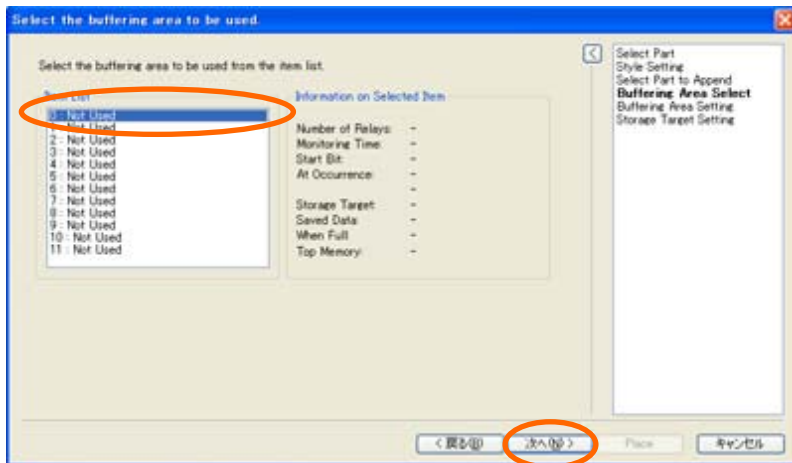 Select the buffering area to be used.
Select the buffering area to be used from the item list.
Item List
0 : Not Used
1 : Not Used
2 : Not Used
3 : Not Used
4 : Not Used
5 : Not Used
6 : Not Used
7 : Not Used
8 : Not Used
9 : Not Used
10 : Not Used
11 : Not Used
Information on Selected Item
Number of Relays: -
Monitoring Time: -
Start Bit: -
At Occurrence: -
-
Storage Target: -
Saved Data: -
When Full: -
Top Memory: -
<
Select Part
Style Setting
Select Part to Append
Buffering Area Select
Buffering Area Setting
Storage Target Setting
< 戻る(B)
次へ(N) >
Place
キャンセル